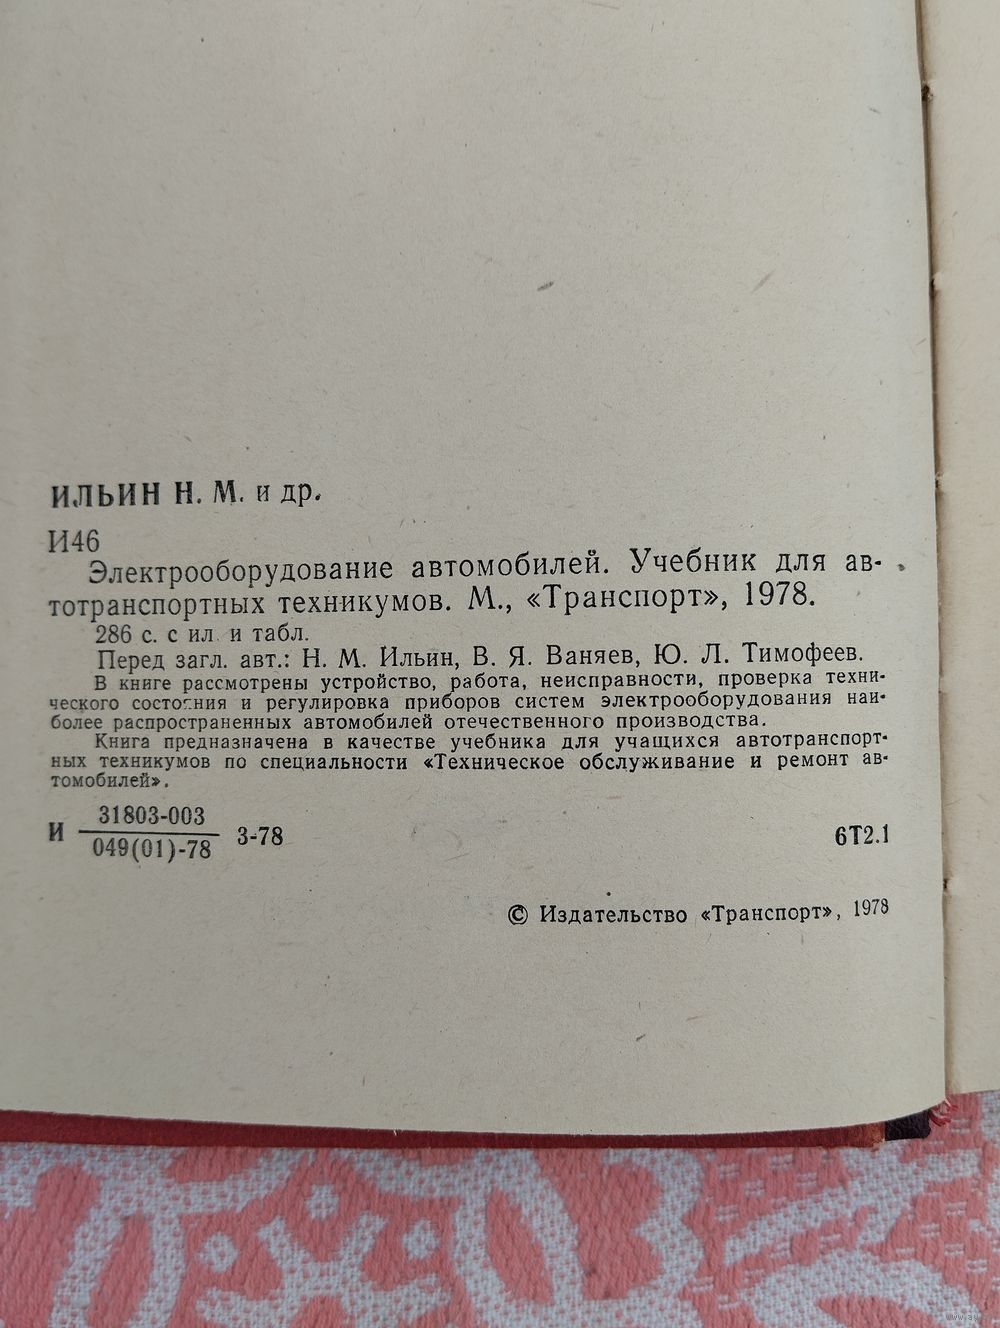 ИЛЬИН Н. М. и др.
И46
Электрооборудование автомобилей. Учебник для ав-
тотранспортных техникумов. М., «Транспорт», 1978.
286 с. с ил. и табл.
Перед загл. авт.: Н. М. Ильин, В. Я. Ваняев, Ю. Л. Тимофеев.
В книге рассмотрены устройство, работа, неисправности, проверка техни-
ческого состояния и регулировка приборов систем электрооборудования наи-
более распространенных автомобилей отечественного производства.
Книга предназначена в качестве учебника для учащихся автотранспорт-
ных техникумов по специальности «Техническое обслуживание и ремонт ав-
томобилей».
31803-003
И 049(01)-78 3-78 6Т2.1
© Издательство «Транспорт», 1978